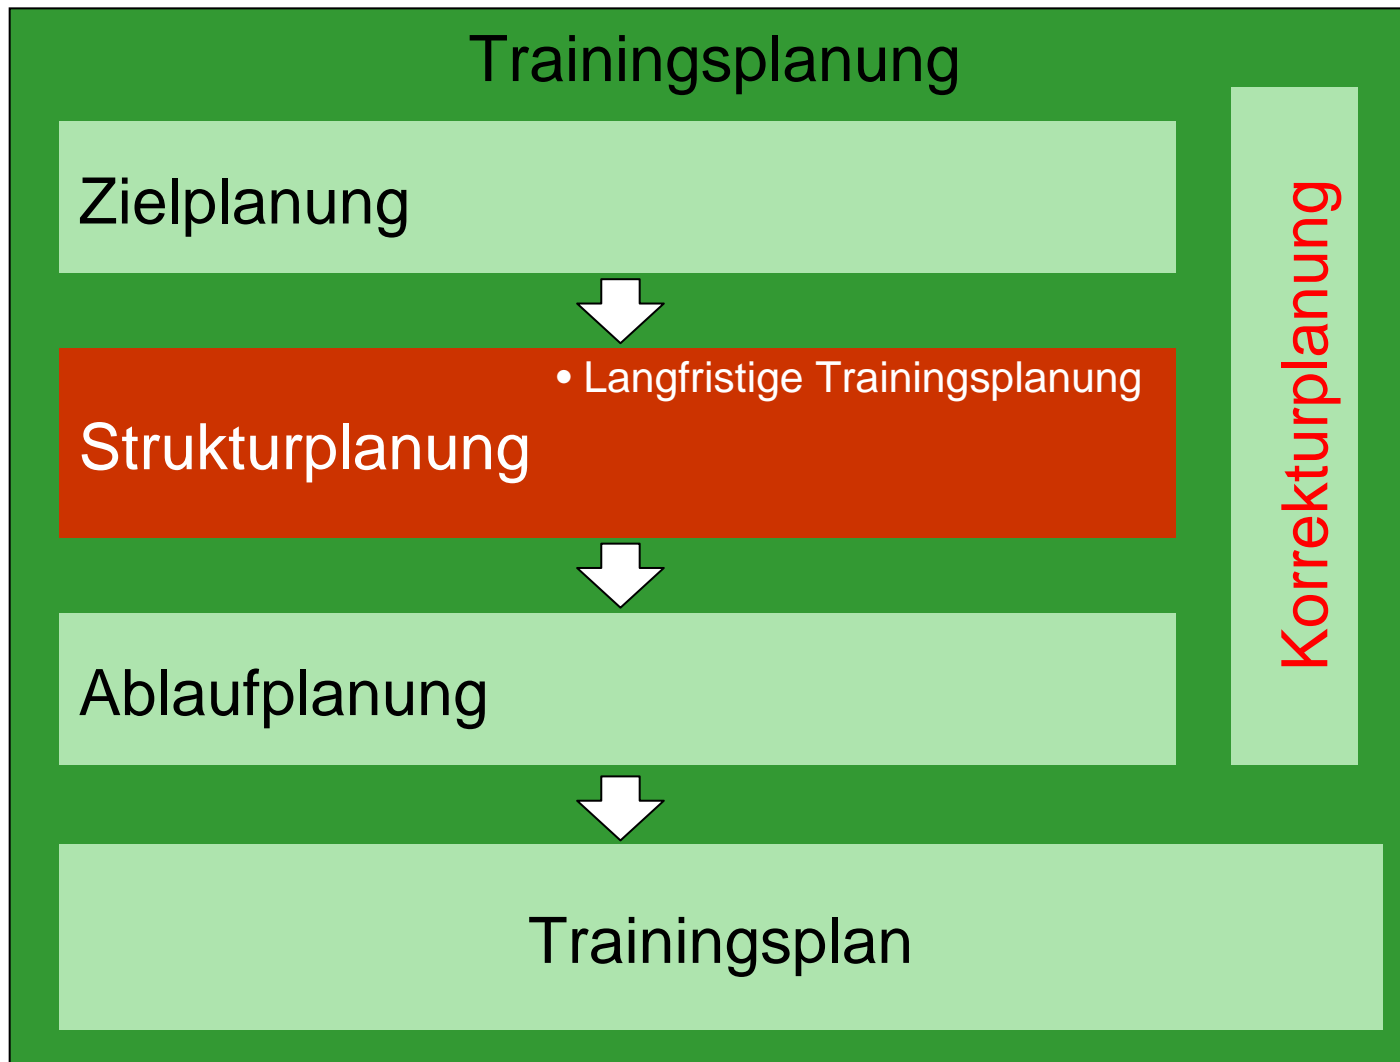 Trainingsplanung
Zielplanung
• Langfristige Trainingsplanung
Strukturplanung
Ablaufplanung
Trainingsplan
Korrekturplanung